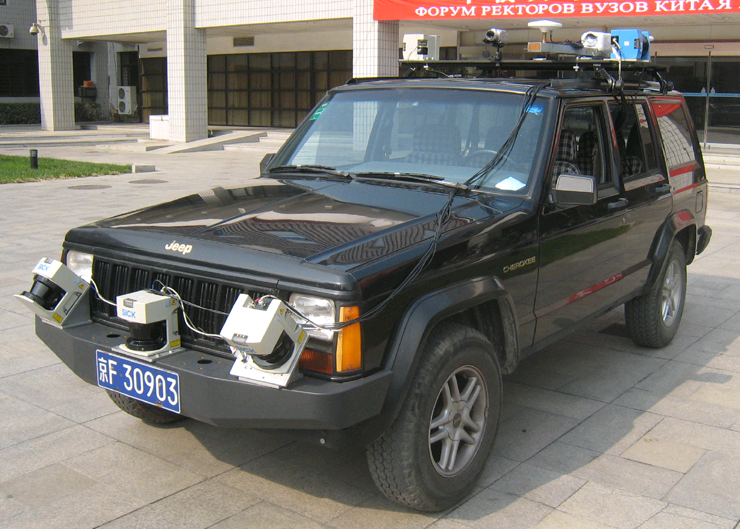 ФОРУМ РЕКТОРОВ ВУЗОВ КИТАЯ
Jeep
CHEROKEE
SICK
SICK
京F 30903